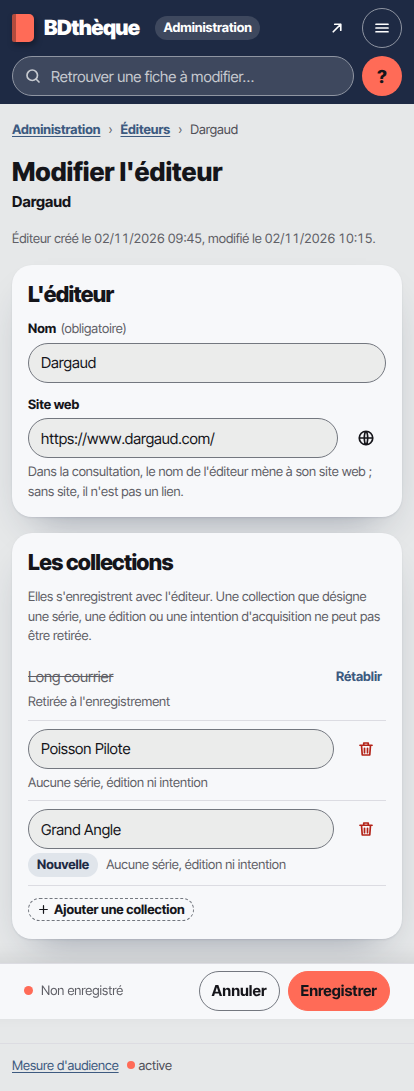 BDthèque Administration
Retrouver une fiche à modifier... ?
Administration › Éditeurs › Dargaud
Modifier l'éditeur
Dargaud
Éditeur créé le 02/11/2026 09:45, modifié le 02/11/2026 10:15.
L'éditeur
Nom (obligatoire)
Dargaud
Site web
https://www.dargaud.com/
Dans la consultation, le nom de l'éditeur mène à son site web ;
sans site, il n'est pas un lien.
Les collections
Elles s'enregistrent avec l'éditeur. Une collection que désigne
une série, une édition ou une intention d'acquisition ne peut pas
être retirée.
Long courrier Rétablir
Retirée à l'enregistrement
Poisson Pilote
Aucune série, édition ni intention
Grand Angle
Nouvelle Aucune série, édition ni intention
+ Ajouter une collection
Non enregistré Annuler Enregistrer
Mesure d'audience active